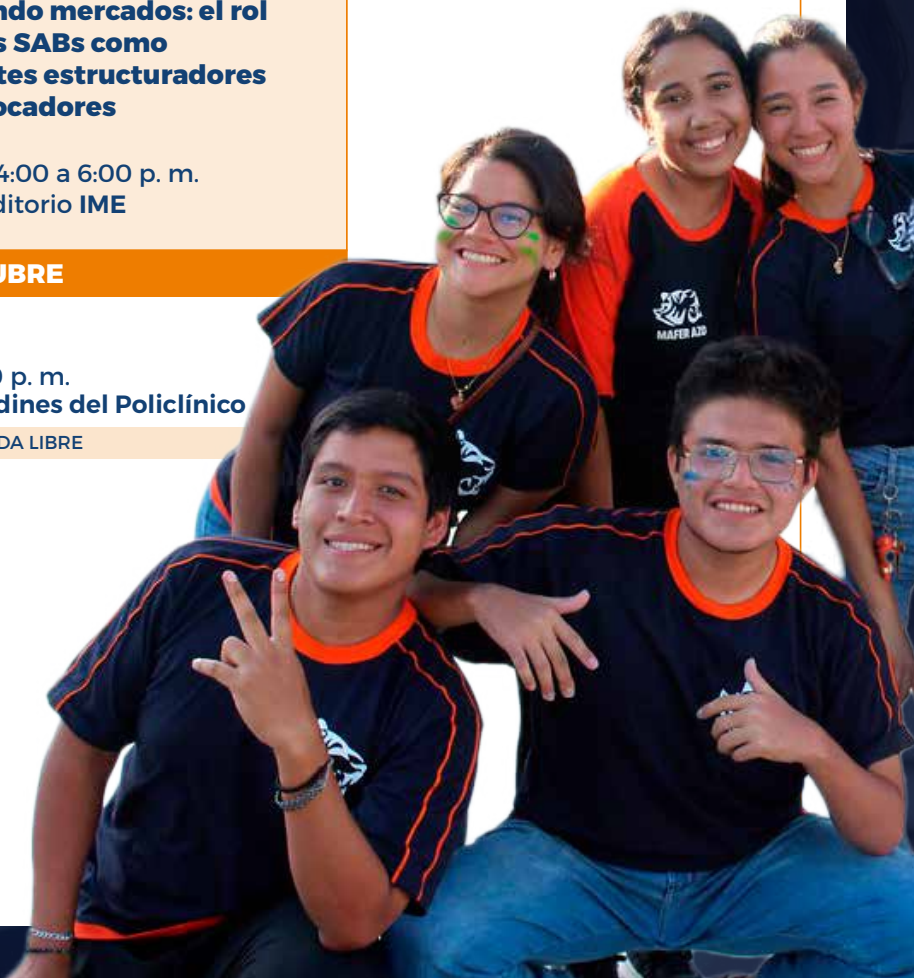 ndo mercados: el rol
s SABs como
tes estructuradores
ocadores
4:00 a 6:00 p. m.
ditorio IME
UBRE
0 p. m.
dines del Policlínico
DA LIBRE
MAFER AZO